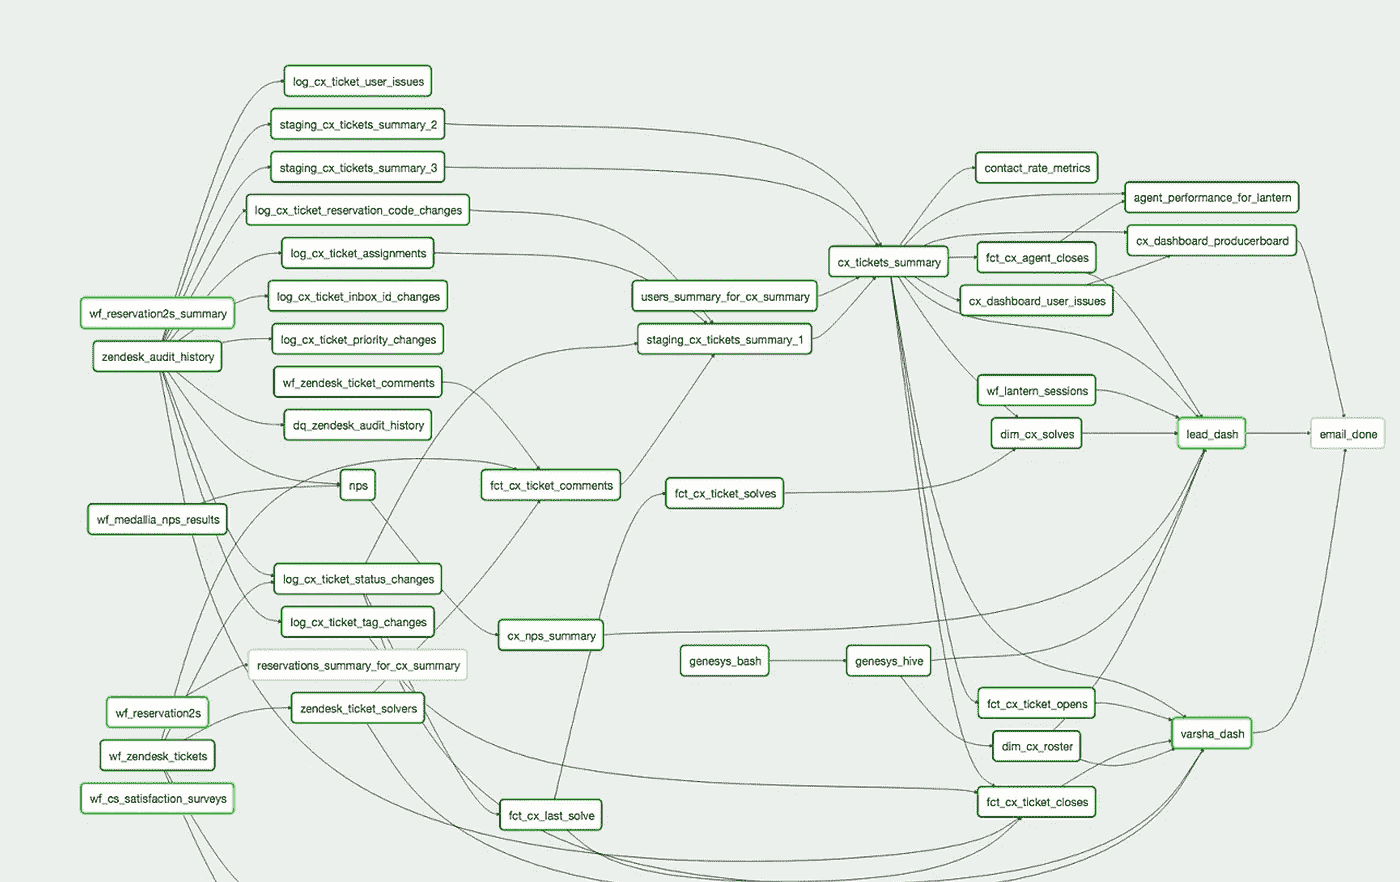 log_cx_ticket_user_issues
staging_cx_tickets_summary_2
staging_cx_tickets_summary_3
log_cx_ticket_reservation_code_changes
log_cx_ticket_assignments
log_cx_ticket_inbox_id_changes
wf_reservation2s_summary
log_cx_ticket_priority_changes
zendesk_audit_history
wf_zendesk_ticket_comments
dq_zendesk_audit_history
nps
wf_medallia_nps_results
log_cx_ticket_status_changes
log_cx_ticket_tag_changes
reservations_summary_for_cx_summary
wf_reservation2s
zendesk_ticket_solvers
wf_zendesk_tickets
wf_cs_satisfaction_surveys
fct_cx_ticket_comments
cx_nps_summary
fct_cx_last_solve
users_summary_for_cx_summary
staging_cx_tickets_summary_1
fct_cx_ticket_solves
genesys_bash
genesys_hive
cx_tickets_summary
contact_rate_metrics
agent_performance_for_lantern
cx_dashboard_producerboard
fct_cx_agent_closes
cx_dashboard_user_issues
wf_lantern_sessions
dim_cx_solves
lead_dash
email_done
fct_cx_ticket_opens
dim_cx_roster
varsha_dash
fct_cx_ticket_closes